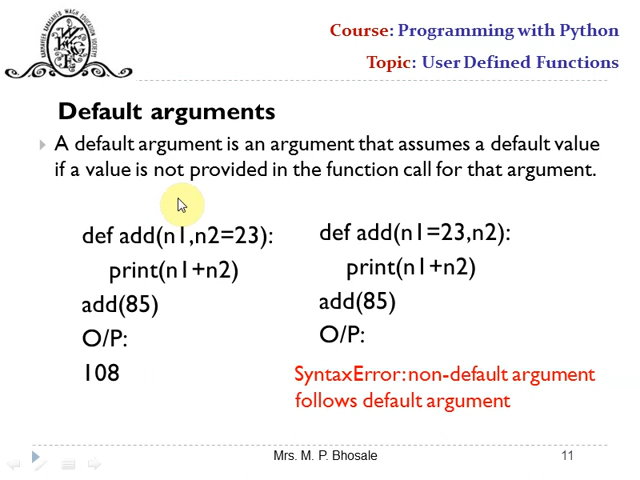 Course: Programming with Python
Topic: User Defined Functions
Default arguments
A default argument is an argument that assumes a default value
if a value is not provided in the function call for that argument.
def add(n1,n2=23):
print(n1+n2)
add(85)
O/P:
108
def add(n1=23,n2):
print(n1+n2)
add(85)
O/P:
SyntaxError: non-default argument
follows default argument
Mrs. M. P. Bhosale
11